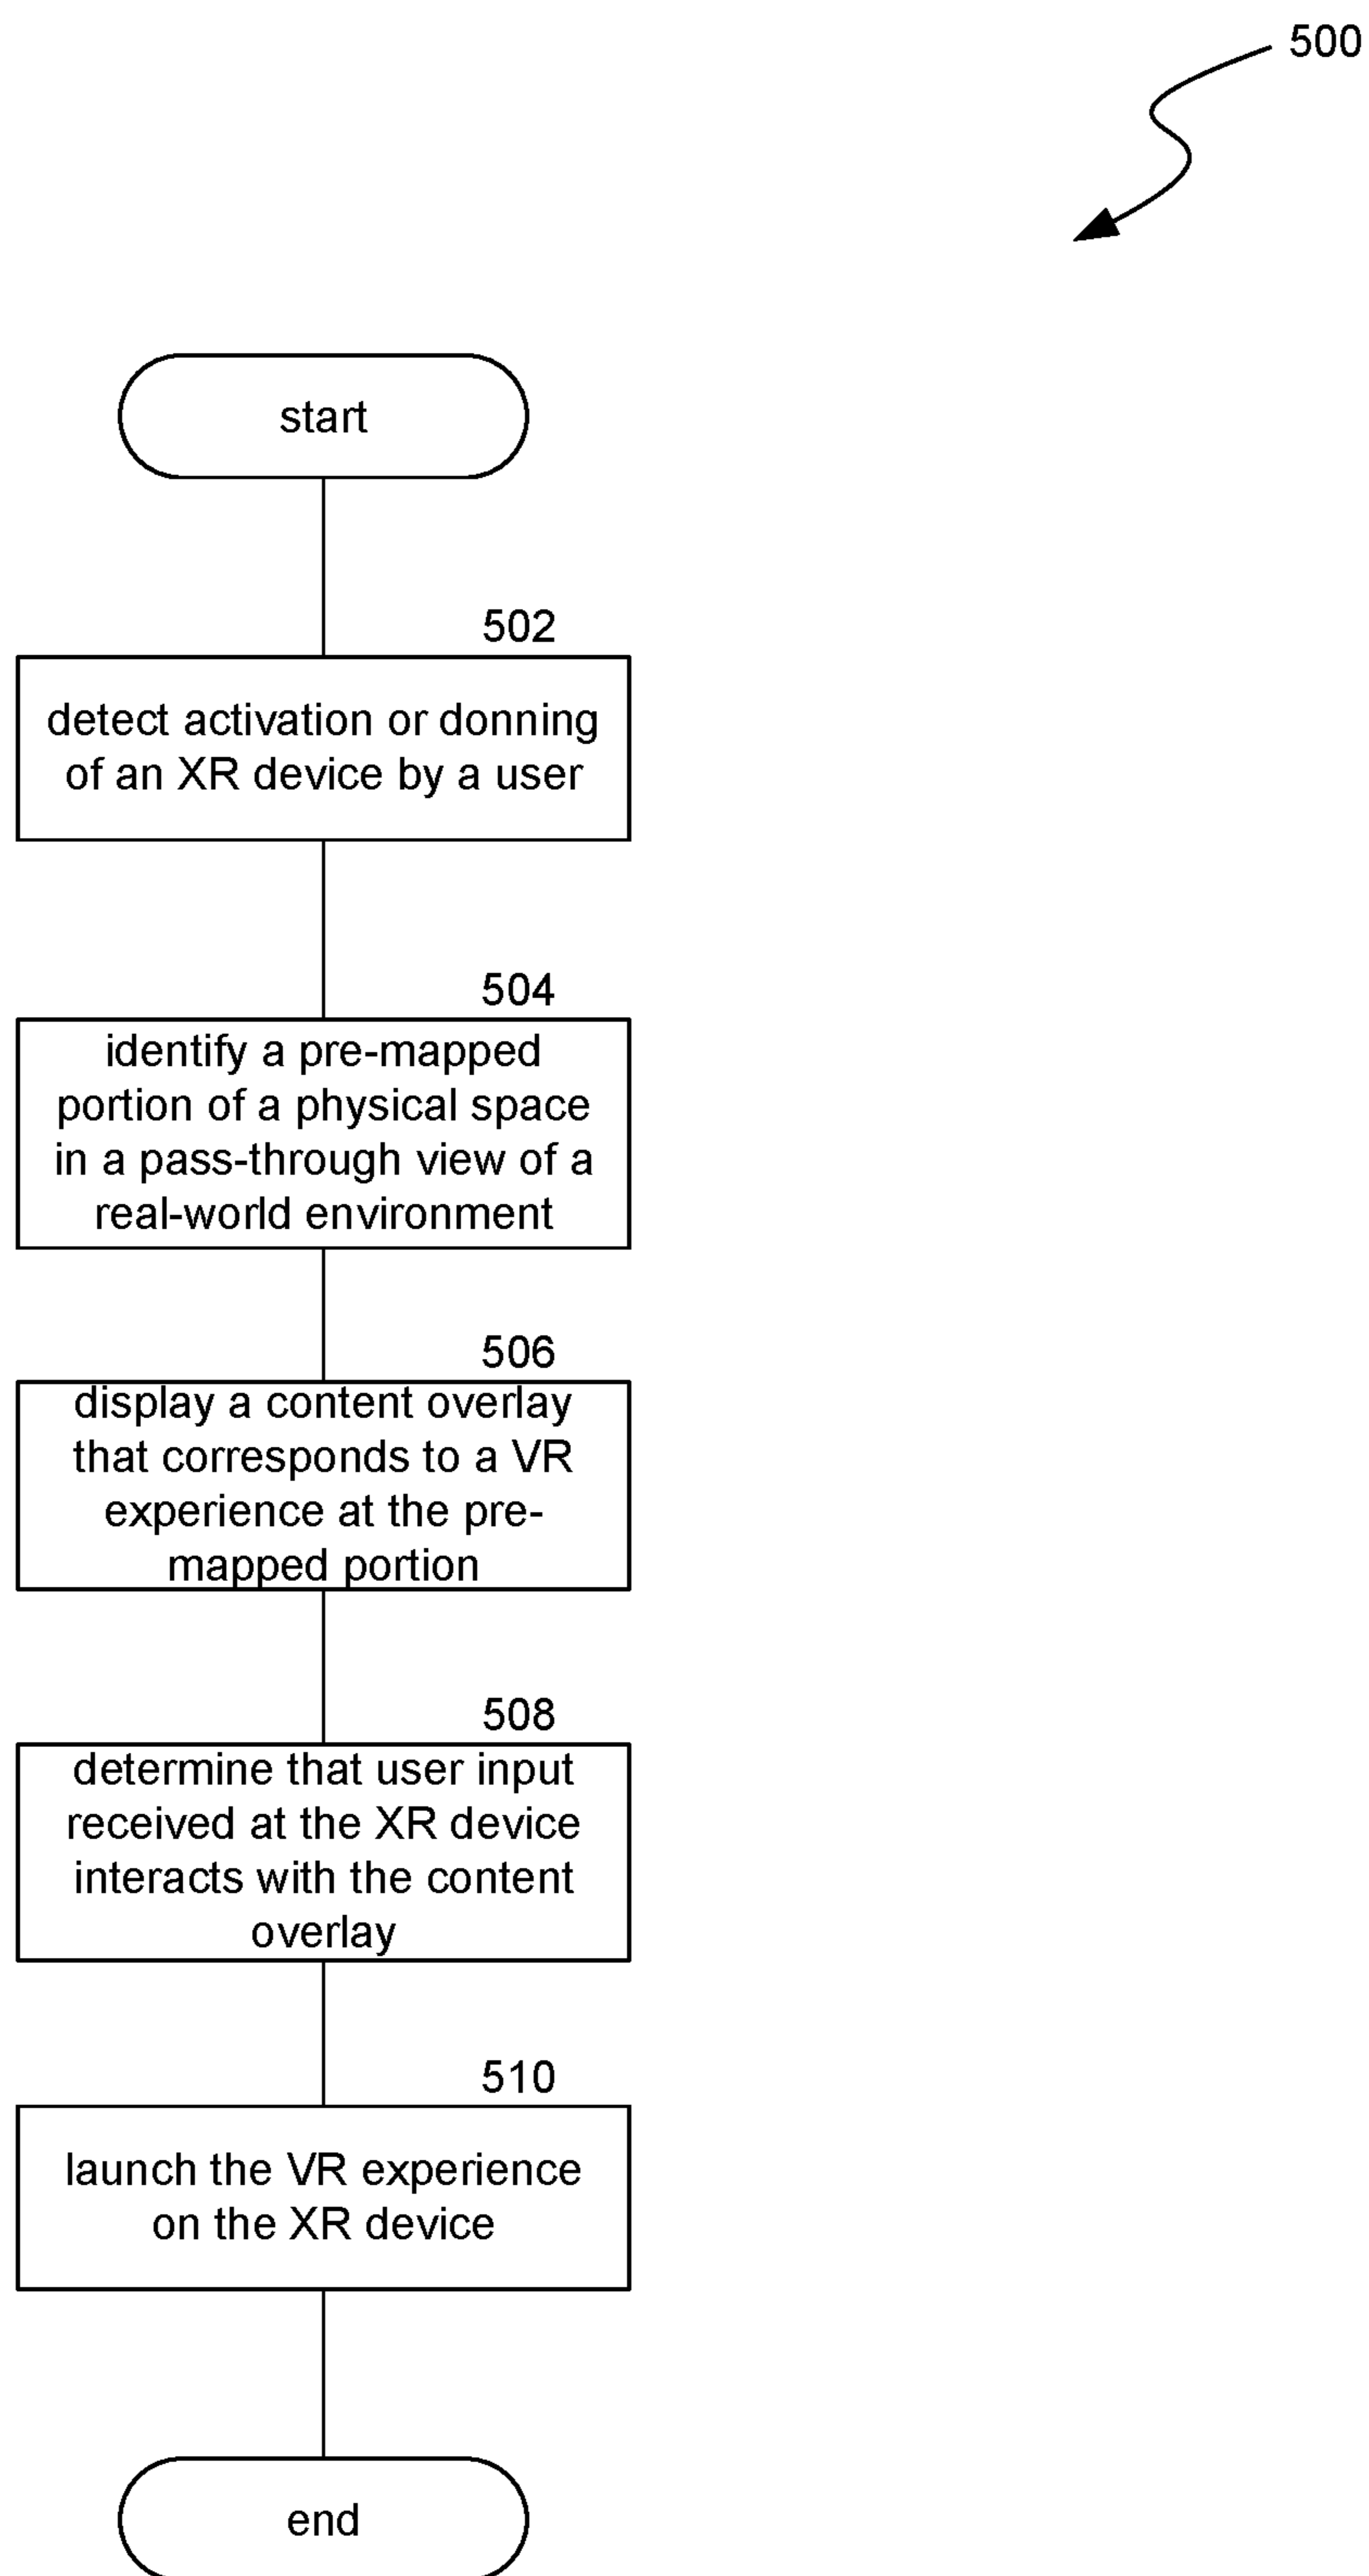 500
start
502
detect activation or donning
of an XR device by a user
504
identify a pre-mapped
portion of a physical space
in a pass-through view of a
real-world environment
506
display a content overlay
that corresponds to a VR
experience at the pre-
mapped portion
508
determine that user input
received at the XR device
interacts with the content
overlay
510
launch the VR experience
on the XR device
end